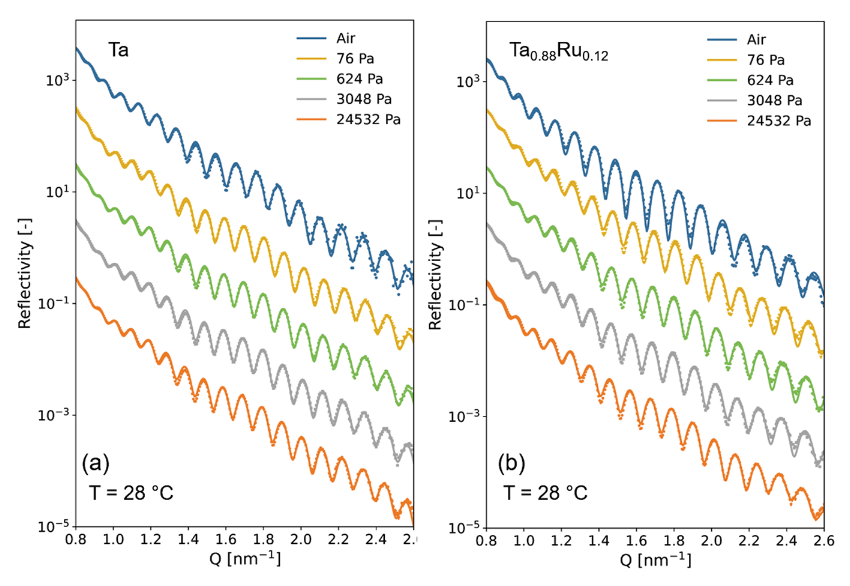 Ta
Air
76 Pa
624 Pa
3048 Pa
24532 Pa
Reflectivity [-]
10³
10¹
10⁻¹
10⁻³
10⁻⁵
(a)
T = 28 °C
0.8 1.0 1.2 1.4 1.6 1.8 2.0 2.2 2.4 2.6
Q [nm⁻¹]
Ta₀.₈₈Ru₀.₁₂
Air
76 Pa
624 Pa
3048 Pa
24532 Pa
Reflectivity [-]
10³
10¹
10⁻¹
10⁻³
10⁻⁵
(b)
T = 28 °C
0.8 1.0 1.2 1.4 1.6 1.8 2.0 2.2 2.4 2.6
Q [nm⁻¹]